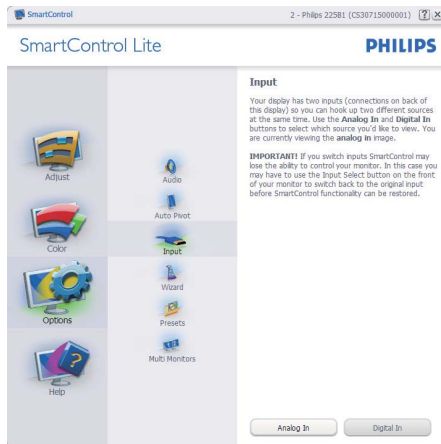 SmartControl
2 - Philips 225B1 (CS30715000001)
?
X
SmartControl Lite
PHILIPS
Adjust
Color
Options
Help
Audio
Auto Pivot
Input
Wizard
Presets
Multi Monitors
Input
Your display has two inputs (connections on back of
this display) so you can hook up two different sources
at the same time. Use the Analog In and Digital In
buttons to select which source you'd like to view. You
are currently viewing the analog in image.
IMPORTANT! If you switch inputs SmartControl may
lose the ability to control your monitor. In this case you
may have to use the Input Select button on the front
of your monitor to switch back to the original input
before SmartControl functionality can be restored.
Analog In
Digital In